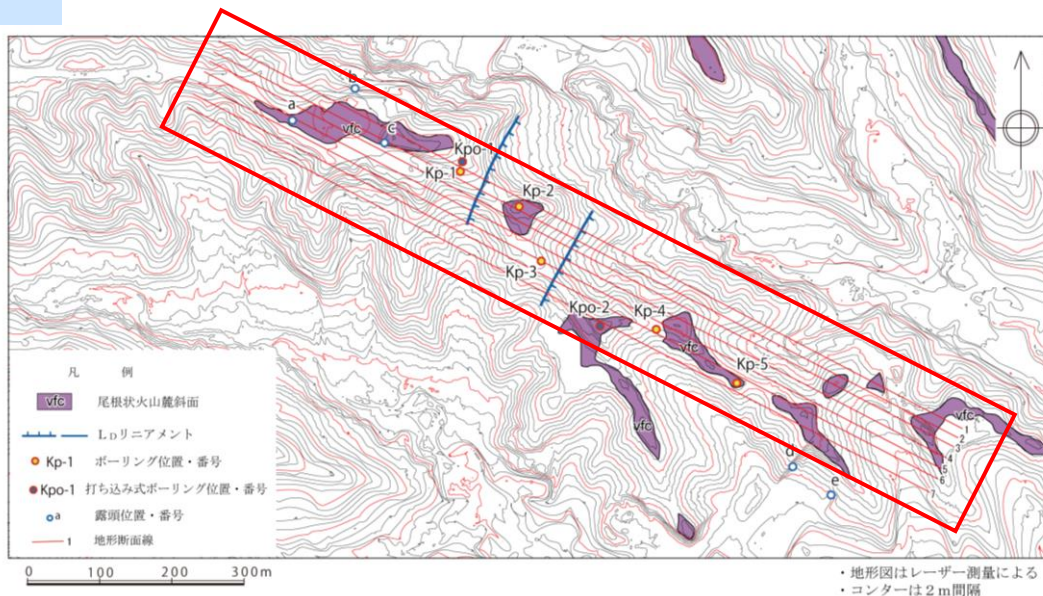 b
a
vfc
c
Kpo-1
Kp-1
Kp-2
Kp-3
Kpo-2
Kp-4
vfc
Kp-5
vfc
vfc
1
2
3
4
5
6
7
d
e
凡 例
vfc 尾根状火山麓斜面
LDリニアメント
Kp-1 ボーリング位置・番号
Kpo-1 打ち込み式ボーリング位置・番号
a 露頭位置・番号
1 地形断面線
0 100 200 300m
・地形図はレーザー測量による
・コンターは2m間隔